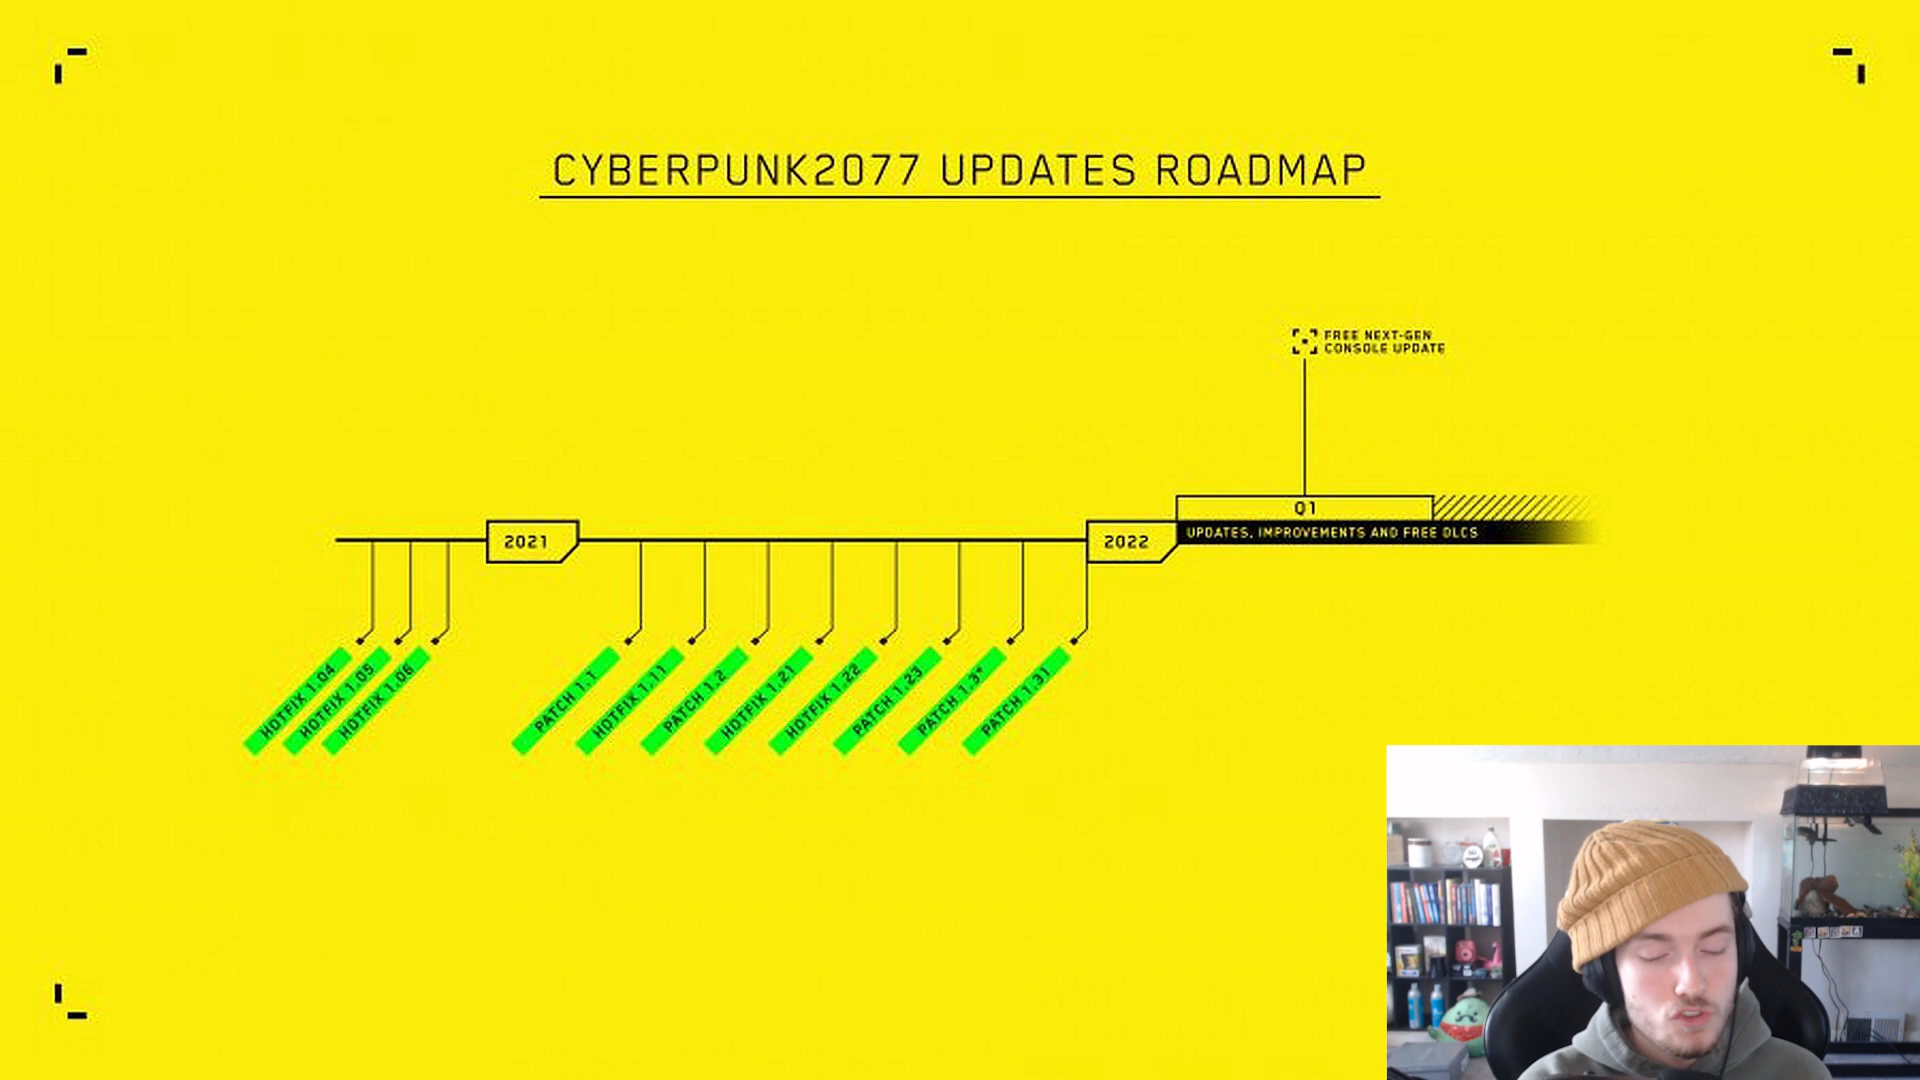 CYBERPUNK2077 UPDATES ROADMAP
FREE NEXT-GEN
CONSOLE UPDATE
Q1
2021
2022
UPDATES, IMPROVEMENTS AND FREE DLCS
HOTFIX 1.04
HOTFIX 1.05
HOTFIX 1.06
PATCH 1.1
HOTFIX 1.11
PATCH 1.2
HOTFIX 1.21
HOTFIX 1.22
PATCH 1.23
PATCH 1.3*
PATCH 1.31